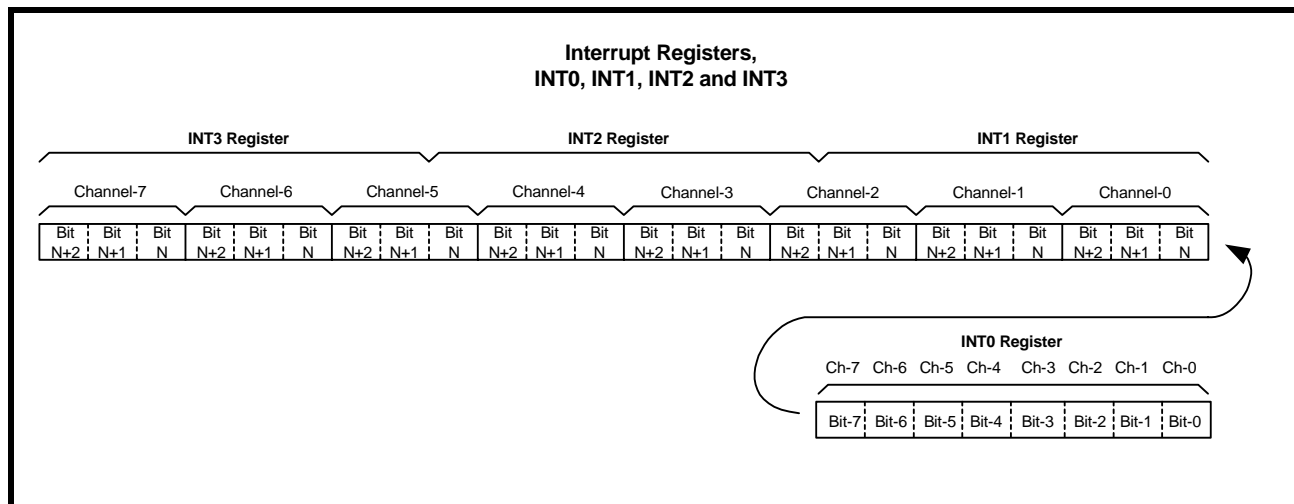 Interrupt Registers,
INT0, INT1, INT2 and INT3
INT3 Register INT2 Register INT1 Register
Channel-7 Channel-6 Channel-5 Channel-4 Channel-3 Channel-2 Channel-1 Channel-0
Bit Bit Bit Bit Bit Bit Bit Bit Bit Bit Bit Bit Bit Bit Bit Bit Bit Bit Bit Bit Bit Bit Bit Bit
N+2 N+1 N N+2 N+1 N N+2 N+1 N N+2 N+1 N N+2 N+1 N N+2 N+1 N N+2 N+1 N N+2 N+1 N
INT0 Register
Ch-7 Ch-6 Ch-5 Ch-4 Ch-3 Ch-2 Ch-1 Ch-0
Bit-7 Bit-6 Bit-5 Bit-4 Bit-3 Bit-2 Bit-1 Bit-0